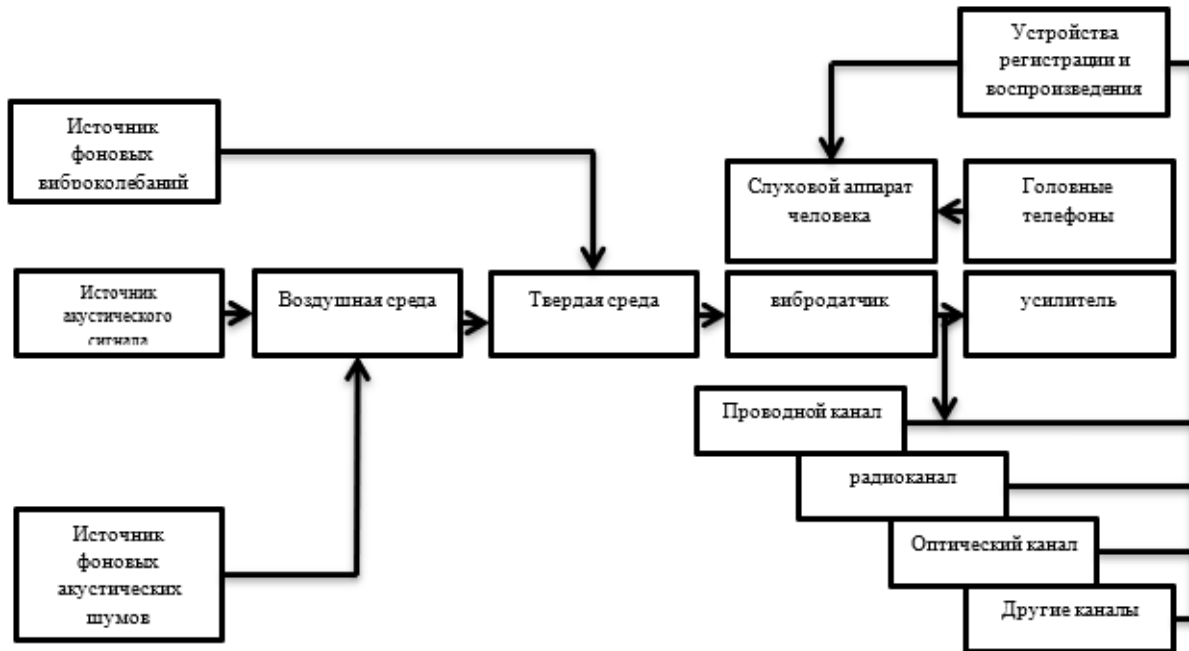 Устройства
регистрации и
воспроизведения
Источник
фоновых
виброколебаний
Слуховой аппарат
человека
Головные
телефоны
Источник
акустического
сигнала
Воздушная среда
Твердая среда
вибродатчик
усилитель
Проводной канал
радиоканал
Оптический канал
Другие каналы
Источник
фоновых
акустических
шумов